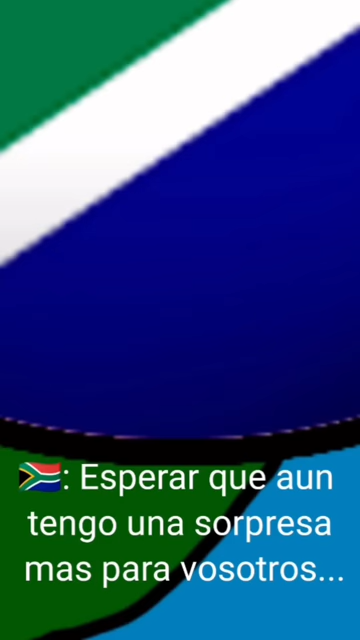 🇿🇦: Esperar que aun
tengo una sorpresa
mas para vosotros...